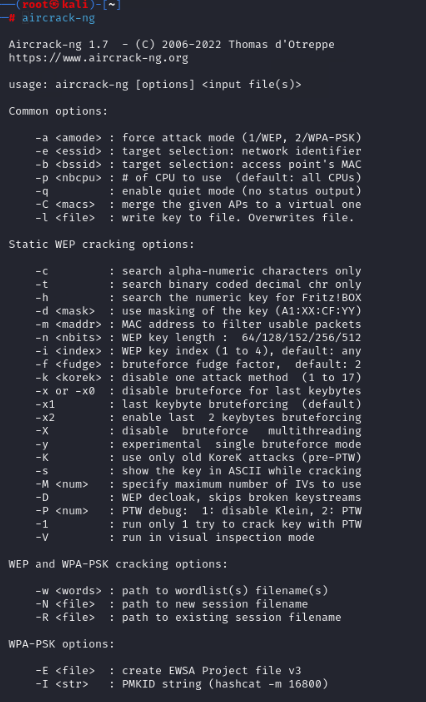 (root㉿kali)-[~]
# aircrack-ng
Aircrack-ng 1.7 - (C) 2006-2022 Thomas d'Otreppe
https://www.aircrack-ng.org
usage: aircrack-ng [options] <input file(s)>
Common options:
-a <amode> : force attack mode (1/WEP, 2/WPA-PSK)
-e <essid> : target selection: network identifier
-b <bssid> : target selection: access point's MAC
-p <nbcpu> : # of CPU to use (default: all CPUs)
-q : enable quiet mode (no status output)
-C <macs> : merge the given APs to a virtual one
-l <file> : write key to file. Overwrites file.
Static WEP cracking options:
-c : search alpha-numeric characters only
-t : search binary coded decimal chr only
-h : search the numeric key for Fritz!BOX
-d <mask> : use masking of the key (A1:XX:CF:YY)
-m <maddr> : MAC address to filter usable packets
-n <nbits> : WEP key length : 64/128/152/256/512
-i <index> : WEP key index (1 to 4), default: any
-f <fudge> : bruteforce fudge factor, default: 2
-k <korek> : disable one attack method (1 to 17)
-x or -x0 : disable bruteforce for last keybytes
-x1 : last keybyte bruteforcing (default)
-x2 : enable last 2 keybytes bruteforcing
-X : disable bruteforce multithreading
-y : experimental single bruteforce mode
-K : use only old KoreK attacks (pre-PTW)
-s : show the key in ASCII while cracking
-M <num> : specify maximum number of IVs to use
-D : WEP decloak, skips broken keystreams
-P <num> : PTW debug: 1: disable Klein, 2: PTW
-1 : run only 1 try to crack key with PTW
-V : run in visual inspection mode
WEP and WPA-PSK cracking options:
-w <words> : path to wordlist(s) filename(s)
-N <file> : path to new session filename
-R <file> : path to existing session filename
WPA-PSK options:
-E <file> : create EWSA Project file v3
-I <str> : PMKID string (hashcat -m 16800)